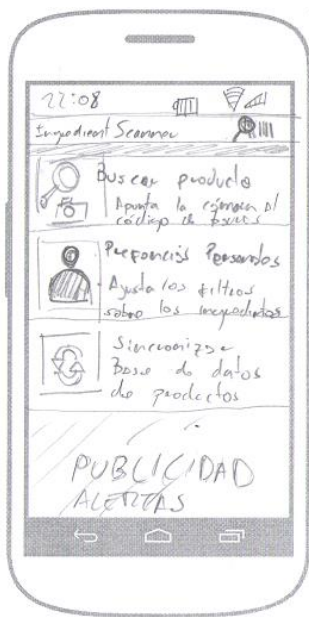 22:08
Ingredient Scanner
Buscar producto
Apunta la cámara al
código de barras
Preferencias Personales
Ajusta los filtros
sobre los ingredientes
Sincronizar
Base de datos
de productos
PUBLICIDAD
ALERTAS